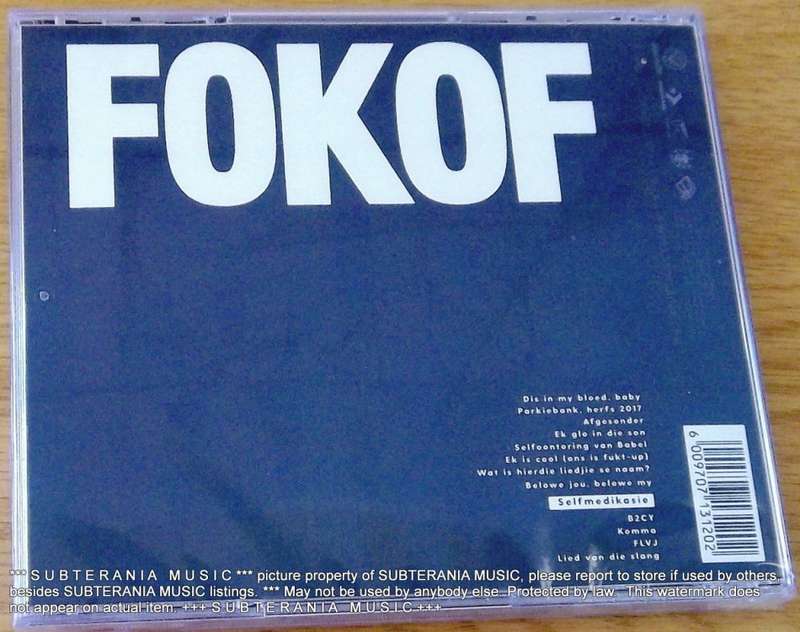 FOKOF
Dis in my bloed, baby
Parkiebank, herfs 2017
Afgesonder
Ek glo in die son
Selfoontoring van Babel
Ek is cool (ons is fukt-up)
Wat is hierdie liedjie se naam?
Belowe jou, belowe my
Selfmedikasie
B2CY
Komma
FLVJ
Lied van die slang
6 009707 131202
*** S U B T E R A N I A   M U S I C *** picture property of SUBTERANIA MUSIC, please report to store if used by others
besides SUBTERANIA MUSIC listings. *** May not be used by anybody else. Protected by law. This watermark does
not appear on actual item. +++ S U B T E R A N I A   M U S I C +++